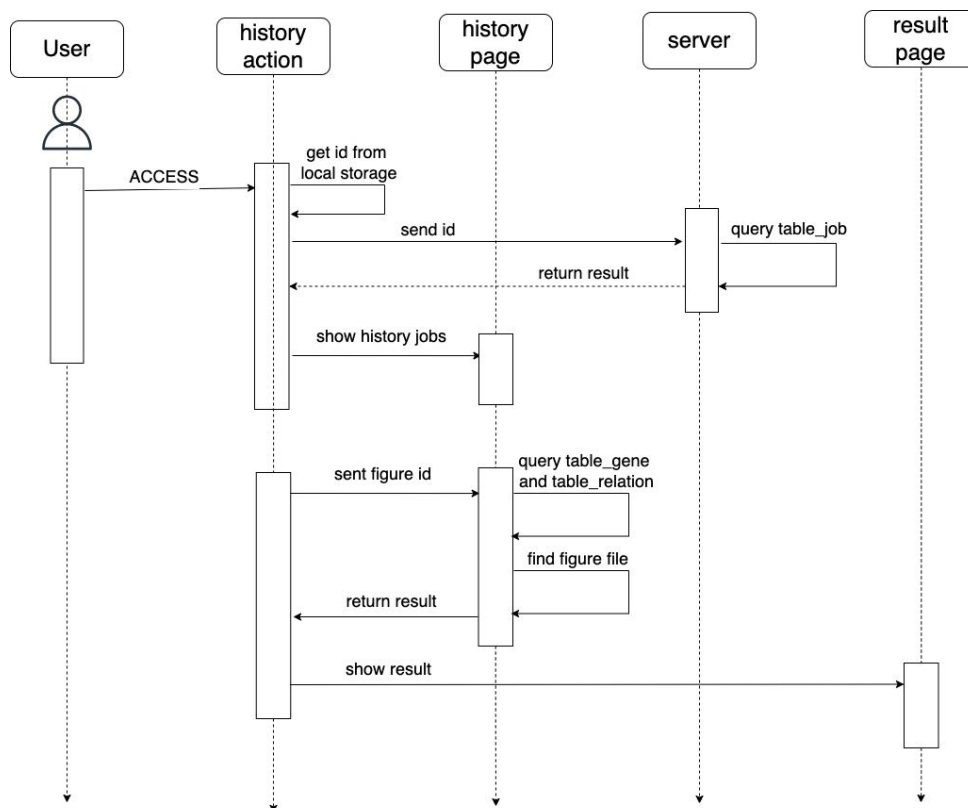 User
history
action
history
page
server
result
page
ACCESS
get id from
local storage
send id
query table_job
return result
show history jobs
sent figure id
query table_gene
and table_relation
find figure file
return result
show result